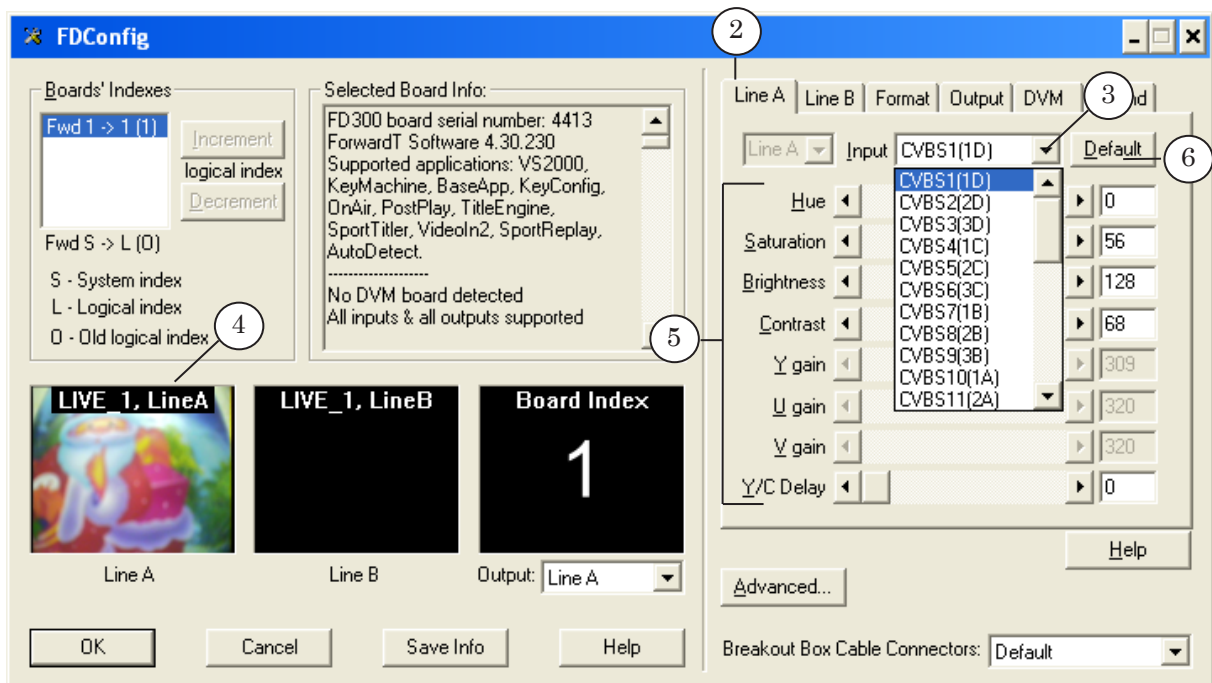 FDConfig
2
Boards' Indexes
Fwd 1 -> 1 (1)
Increment
logical index
Decrement
Fwd S -> L (O)
S - System index
L - Logical index
O - Old logical index
4
Selected Board Info:
FD300 board serial number: 4413
ForwardT Software 4.30.230
Supported applications: VS2000,
KeyMachine, BaseApp, KeyConfig,
OnAir, PostPlay, TitleEngine,
SportTitler, VideoIn2, SportReplay,
AutoDetect.
--------------------
No DVM board detected
All inputs & all outputs supported
LIVE_1, LineA
LIVE_1, LineB
Board Index
1
Line A
Line B
Output: Line A
OK
Cancel
Save Info
Help
Line A
Line B
Format
Output
DVM
3
nd
Line A
Input
CVBS1(1D)
Default
6
CVBS1(1D)
CVBS2(2D)
CVBS3(3D)
CVBS4(1C)
CVBS5(2C)
CVBS6(3C)
CVBS7(1B)
CVBS8(2B)
CVBS9(3B)
CVBS10(1A)
CVBS11(2A)
5
Hue 0
Saturation 56
Brightness 128
Contrast 68
Y gain 309
U gain 320
V gain 320
Y/C Delay 0
Help
Advanced...
Breakout Box Cable Connectors: Default